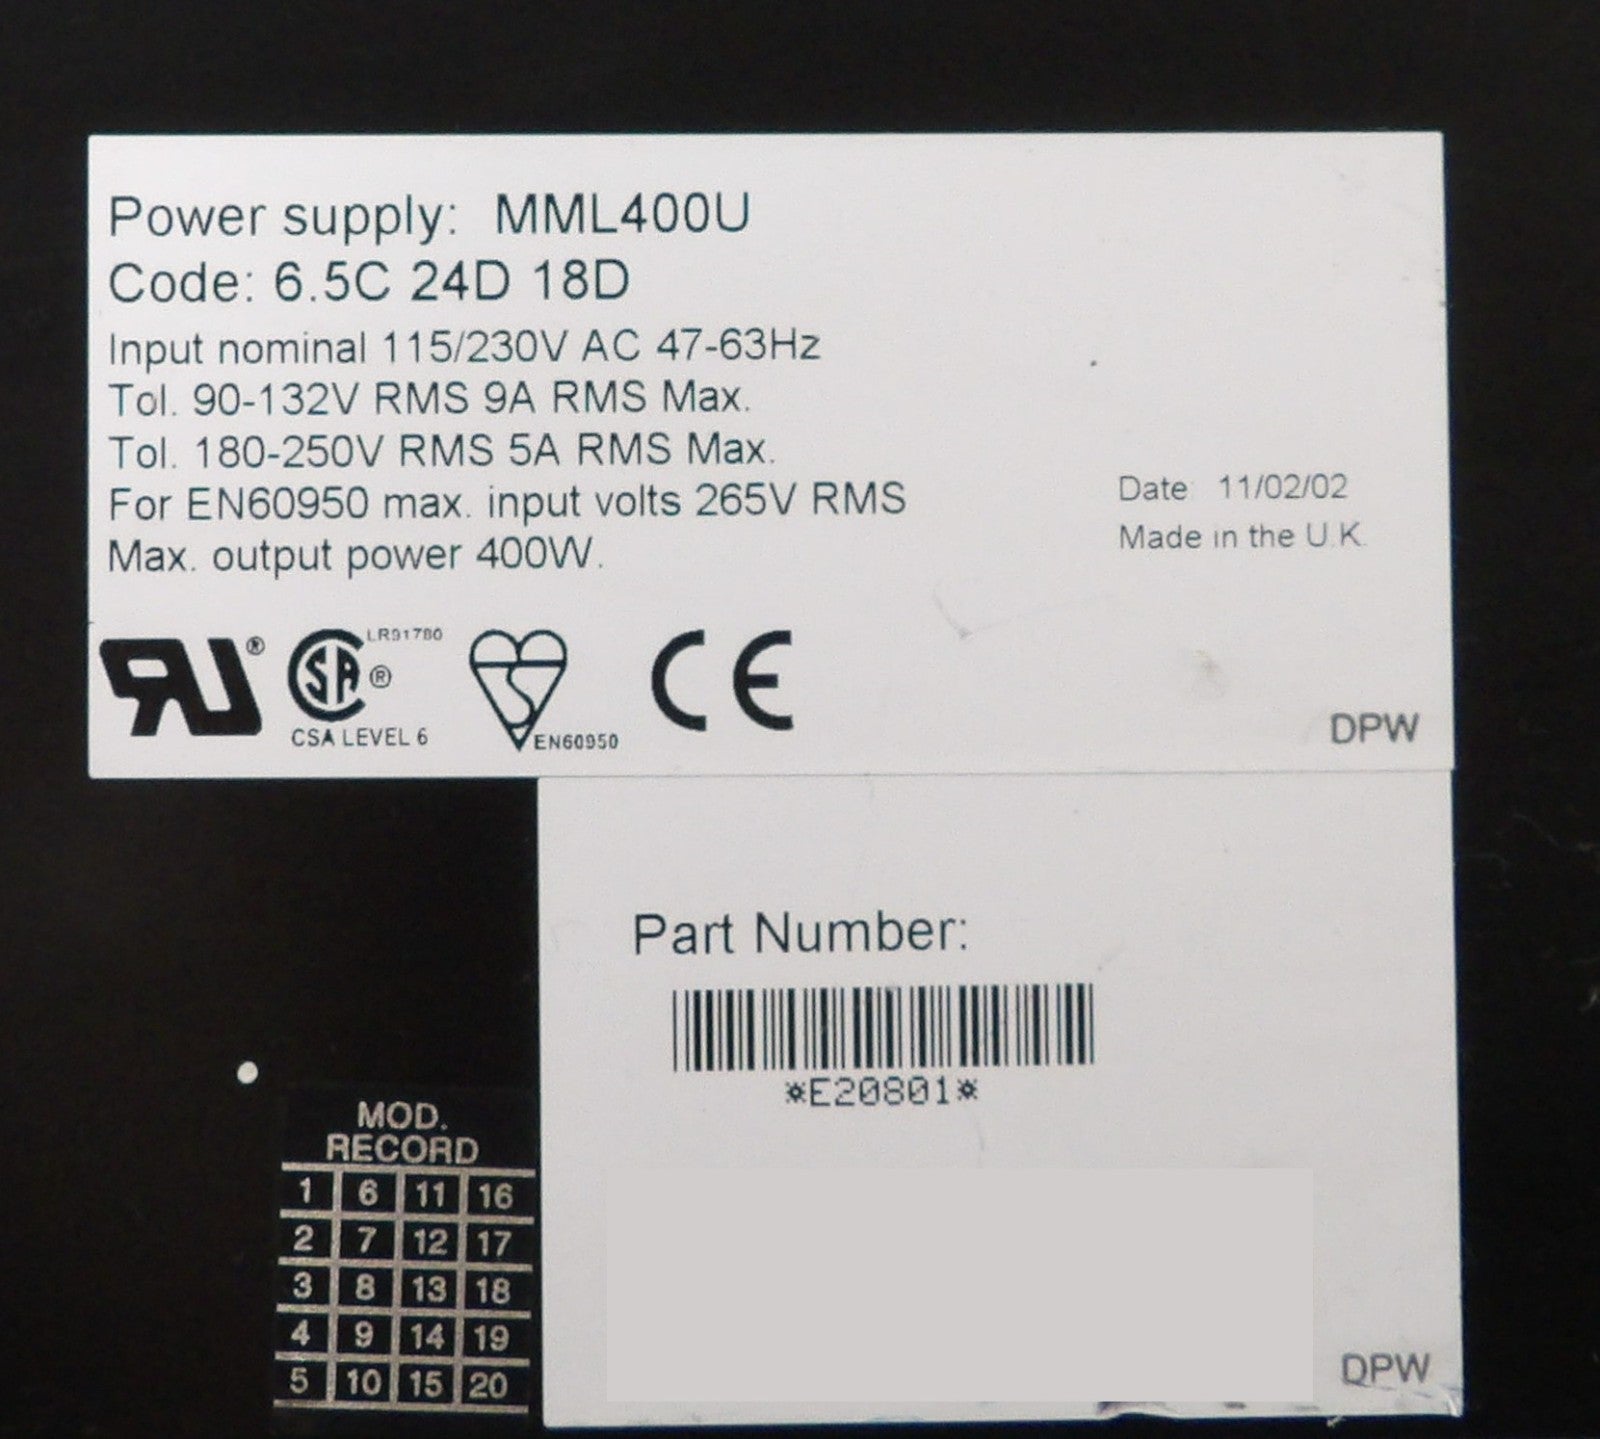 Power supply: MML400U
Code: 6.5C 24D 18D
Input nominal 115/230V AC 47-63Hz
Tol. 90-132V RMS 9A RMS Max.
Tol. 180-250V RMS 5A RMS Max.
For EN60950 max. input volts 265V RMS
Max. output power 400W.
Date: 11/02/02
Made in the U.K.
LR91780
CSA LEVEL 6
EN60950
CE
DPW
Part Number:
*E20801*
MOD.
RECORD
1 6 11 16
2 7 12 17
3 8 13 18
4 9 14 19
5 10 15 20
DPW